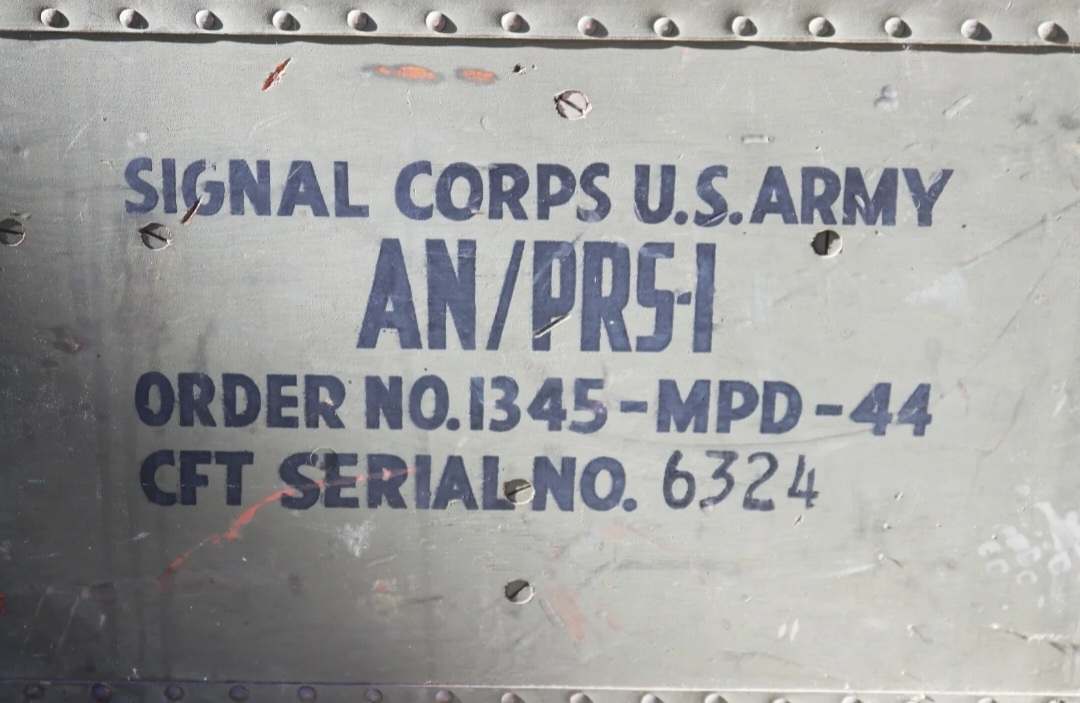 SIGNAL CORPS U.S. ARMY
AN/PRS-1
ORDER NO. 1345-MPD-44
CFT SERIAL NO. 6324